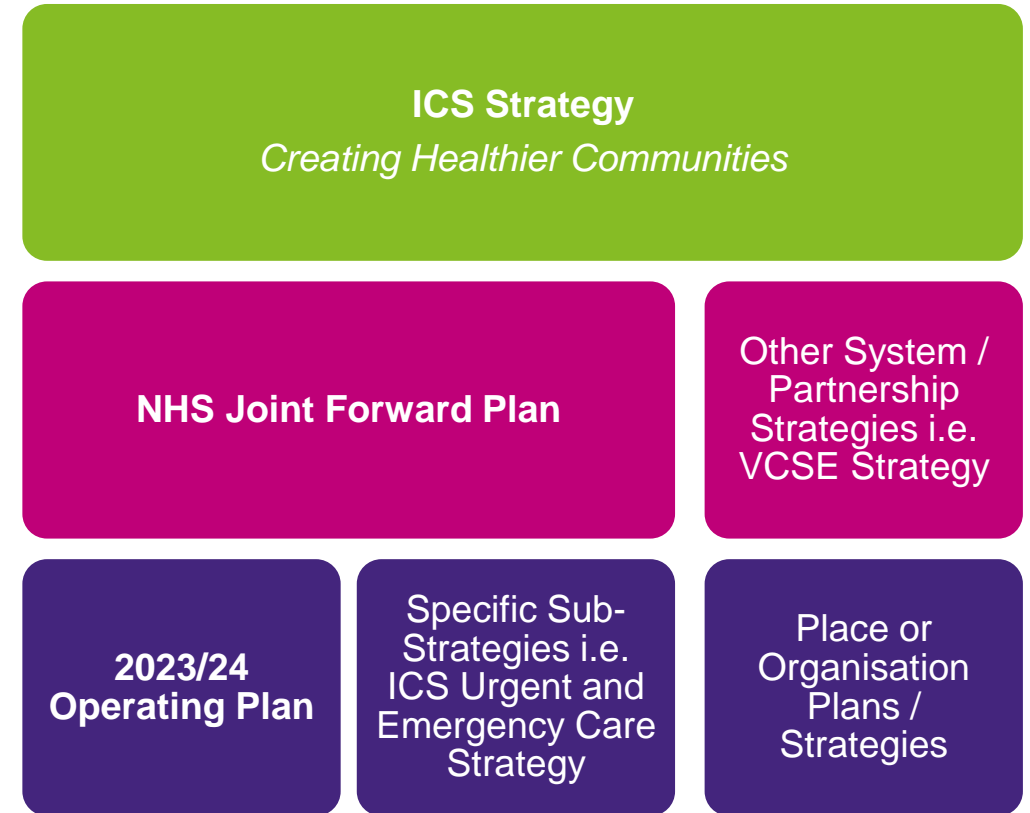 ICS Strategy
Creating Healthier Communities
NHS Joint Forward Plan
Other System /
Partnership
Strategies i.e.
VCSE Strategy
2023/24
Operating Plan
Specific Sub-
Strategies i.e.
ICS Urgent and
Emergency Care
Strategy
Place or
Organisation
Plans /
Strategies